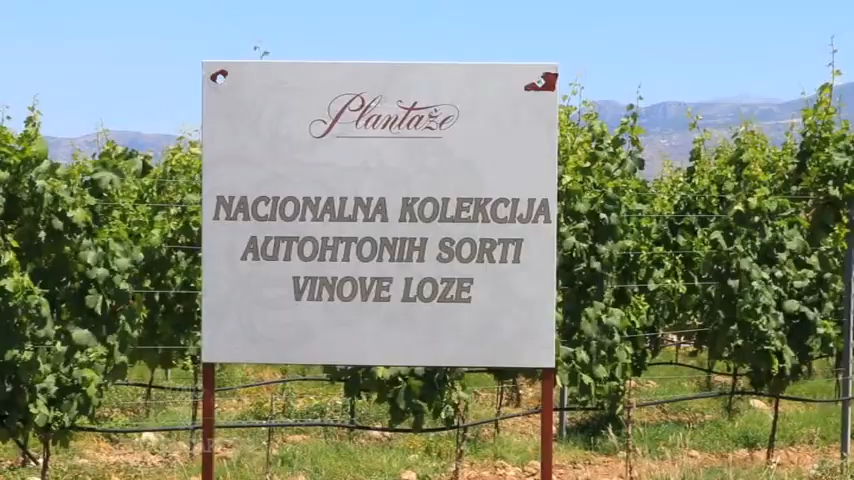 Plantaže
NACIONALNA KOLEKCIJA
AUTOHTONIH SORTI
VINOVE LOZE